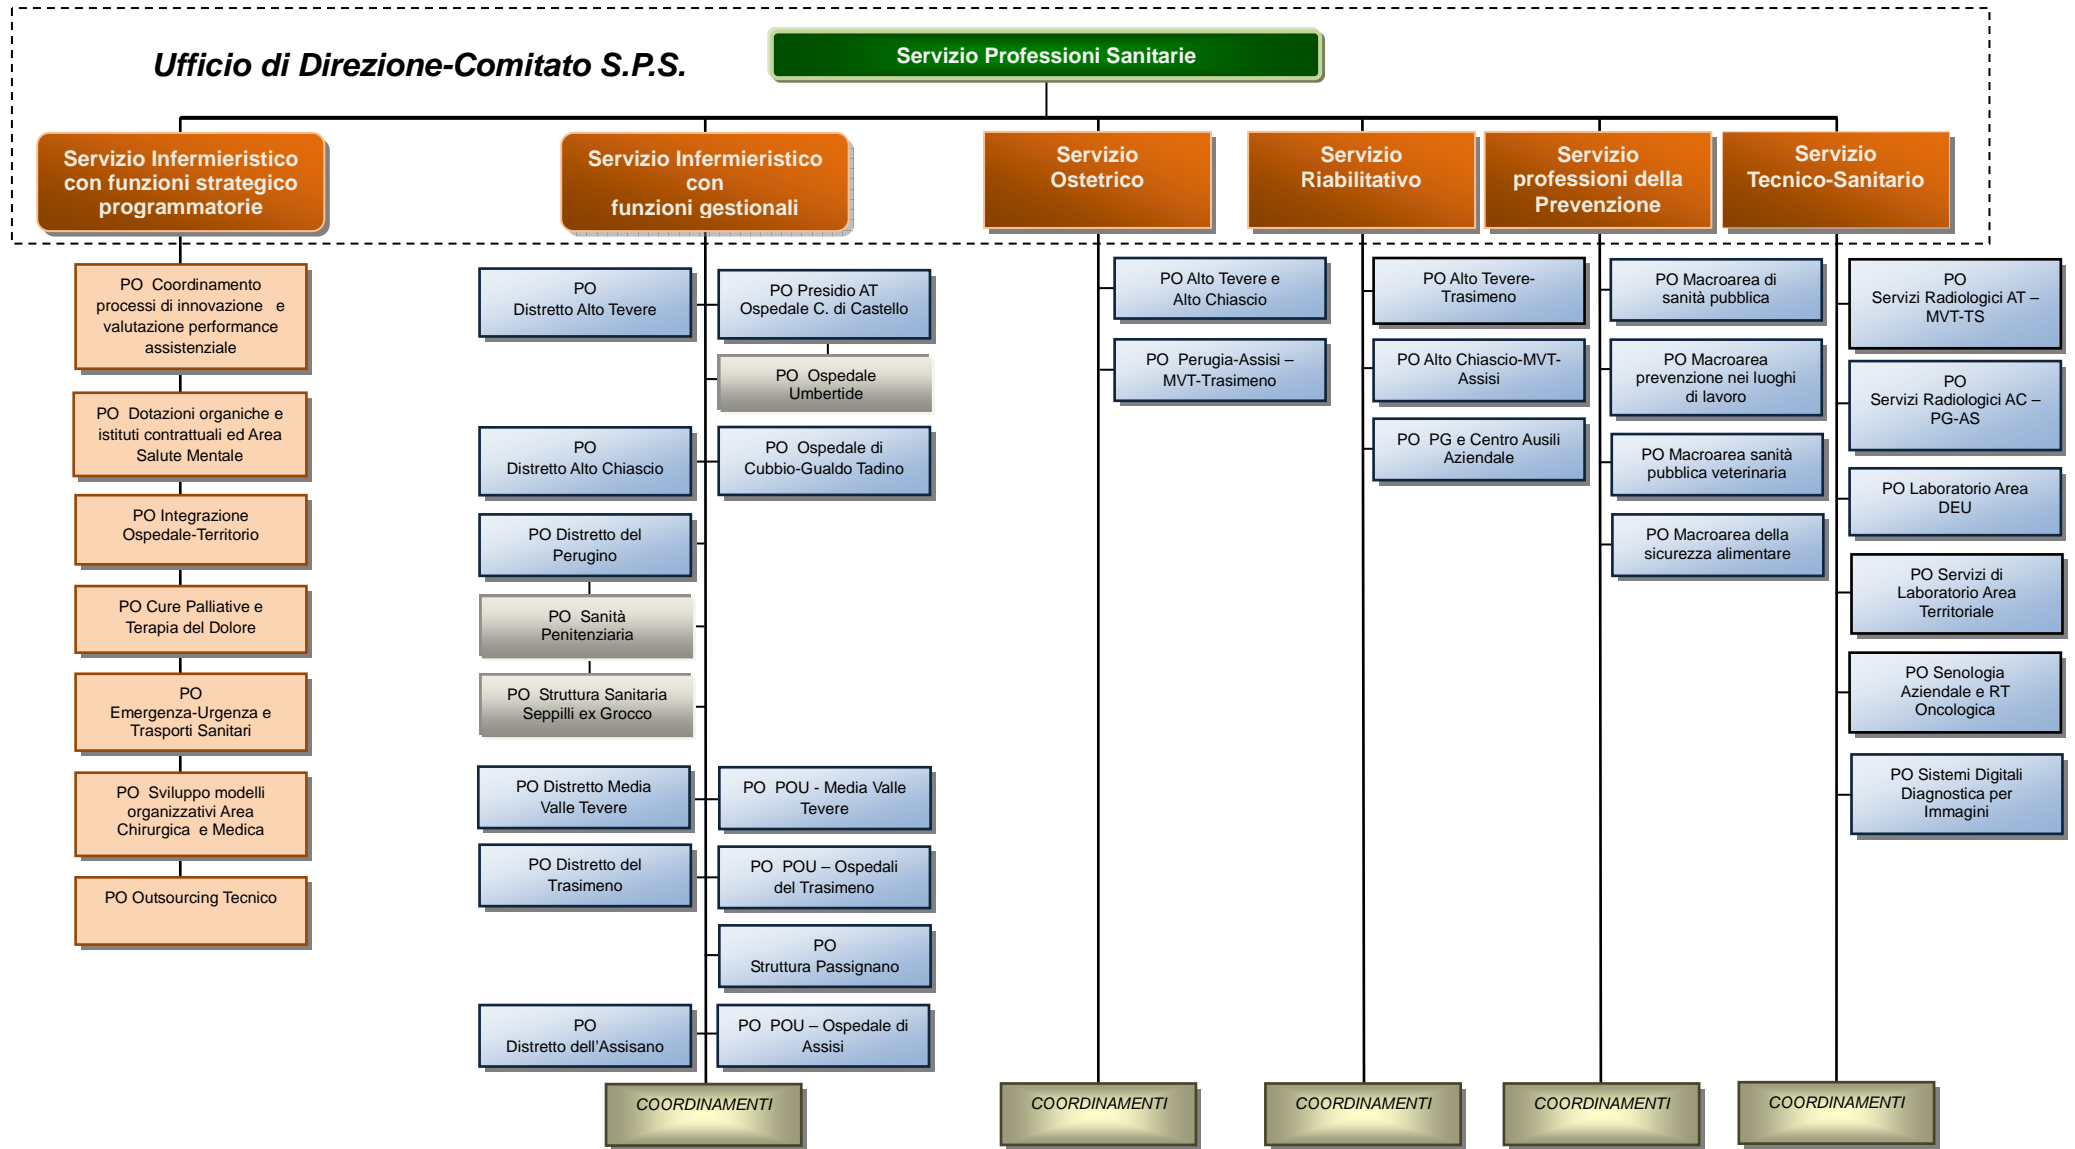 Ufficio di Direzione-Comitato S.P.S.
Servizio Professioni Sanitarie
Servizio Infermieristico
con funzioni strategico
programmatorie
Servizio Infermieristico
con
funzioni gestionali
Servizio
Ostetrico
Servizio
Riabilitativo
Servizio
professioni della
Prevenzione
Servizio
Tecnico-Sanitario
PO Coordinamento
processi di innovazione e
valutazione performance
assistenziale
PO Dotazioni organiche e
istituti contrattuali ed Area
Salute Mentale
PO Integrazione
Ospedale-Territorio
PO Cure Palliative e
Terapia del Dolore
PO
Emergenza-Urgenza e
Trasporti Sanitari
PO Sviluppo modelli
organizzativi Area
Chirurgica e Medica
PO Outsourcing Tecnico
PO
Distretto Alto Tevere
PO Presidio AT
Ospedale C. di Castello
PO Ospedale
Umbertide
PO
Distretto Alto Chiascio
PO Ospedale di
Cubbio-Gualdo Tadino
PO Distretto del
Perugino
PO Sanità
Penitenziaria
PO Struttura Sanitaria
Seppilli ex Grocco
PO Distretto Media
Valle Tevere
PO POU - Media Valle
Tevere
PO Distretto del
Trasimeno
PO POU – Ospedali
del Trasimeno
PO
Struttura Passignano
PO
Distretto dell'Assisano
PO POU – Ospedale di
Assisi
COORDINAMENTI
PO Alto Tevere e
Alto Chiascio
PO Perugia-Assisi –
MVT-Trasimeno
COORDINAMENTI
PO Alto Tevere-
Trasimeno
PO Alto Chiascio-MVT-
Assisi
PO PG e Centro Ausili
Aziendale
COORDINAMENTI
PO Macroarea di
sanità pubblica
PO Macroarea
prevenzione nei luoghi
di lavoro
PO Macroarea sanità
pubblica veterinaria
PO Macroarea della
sicurezza alimentare
COORDINAMENTI
PO
Servizi Radiologici AT –
MVT-TS
PO
Servizi Radiologici AC –
PG-AS
PO Laboratorio Area
DEU
PO Servizi di
Laboratorio Area
Territoriale
PO Senologia
Aziendale e RT
Oncologica
PO Sistemi Digitali
Diagnostica per
Immagini
COORDINAMENTI